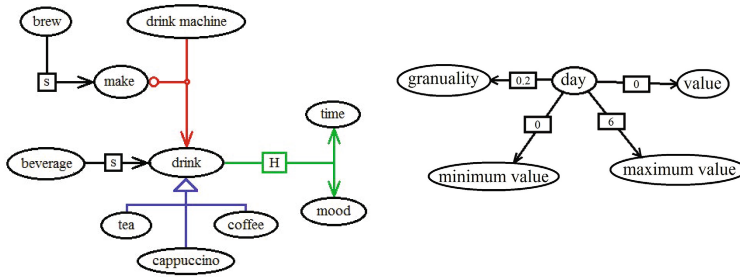 brew
drink machine
s
make
time
beverage
s
drink
H
mood
tea
coffee
cappuccino
granuality
0.2
day
0
value
0
6
minimum value
maximum value